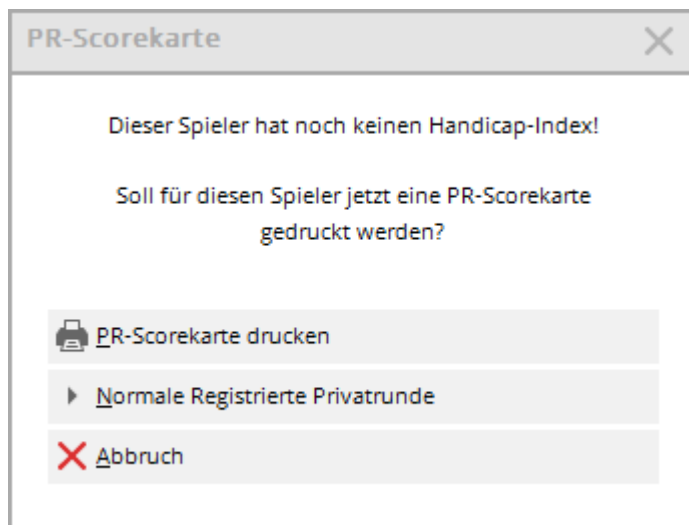 PR-Scorekarte
Dieser Spieler hat noch keinen Handicap-Index!
Soll für diesen Spieler jetzt eine PR-Scorekarte
gedruckt werden?
PR-Scorekarte drucken
Normale Registrierte Privatrunde
Abbruch